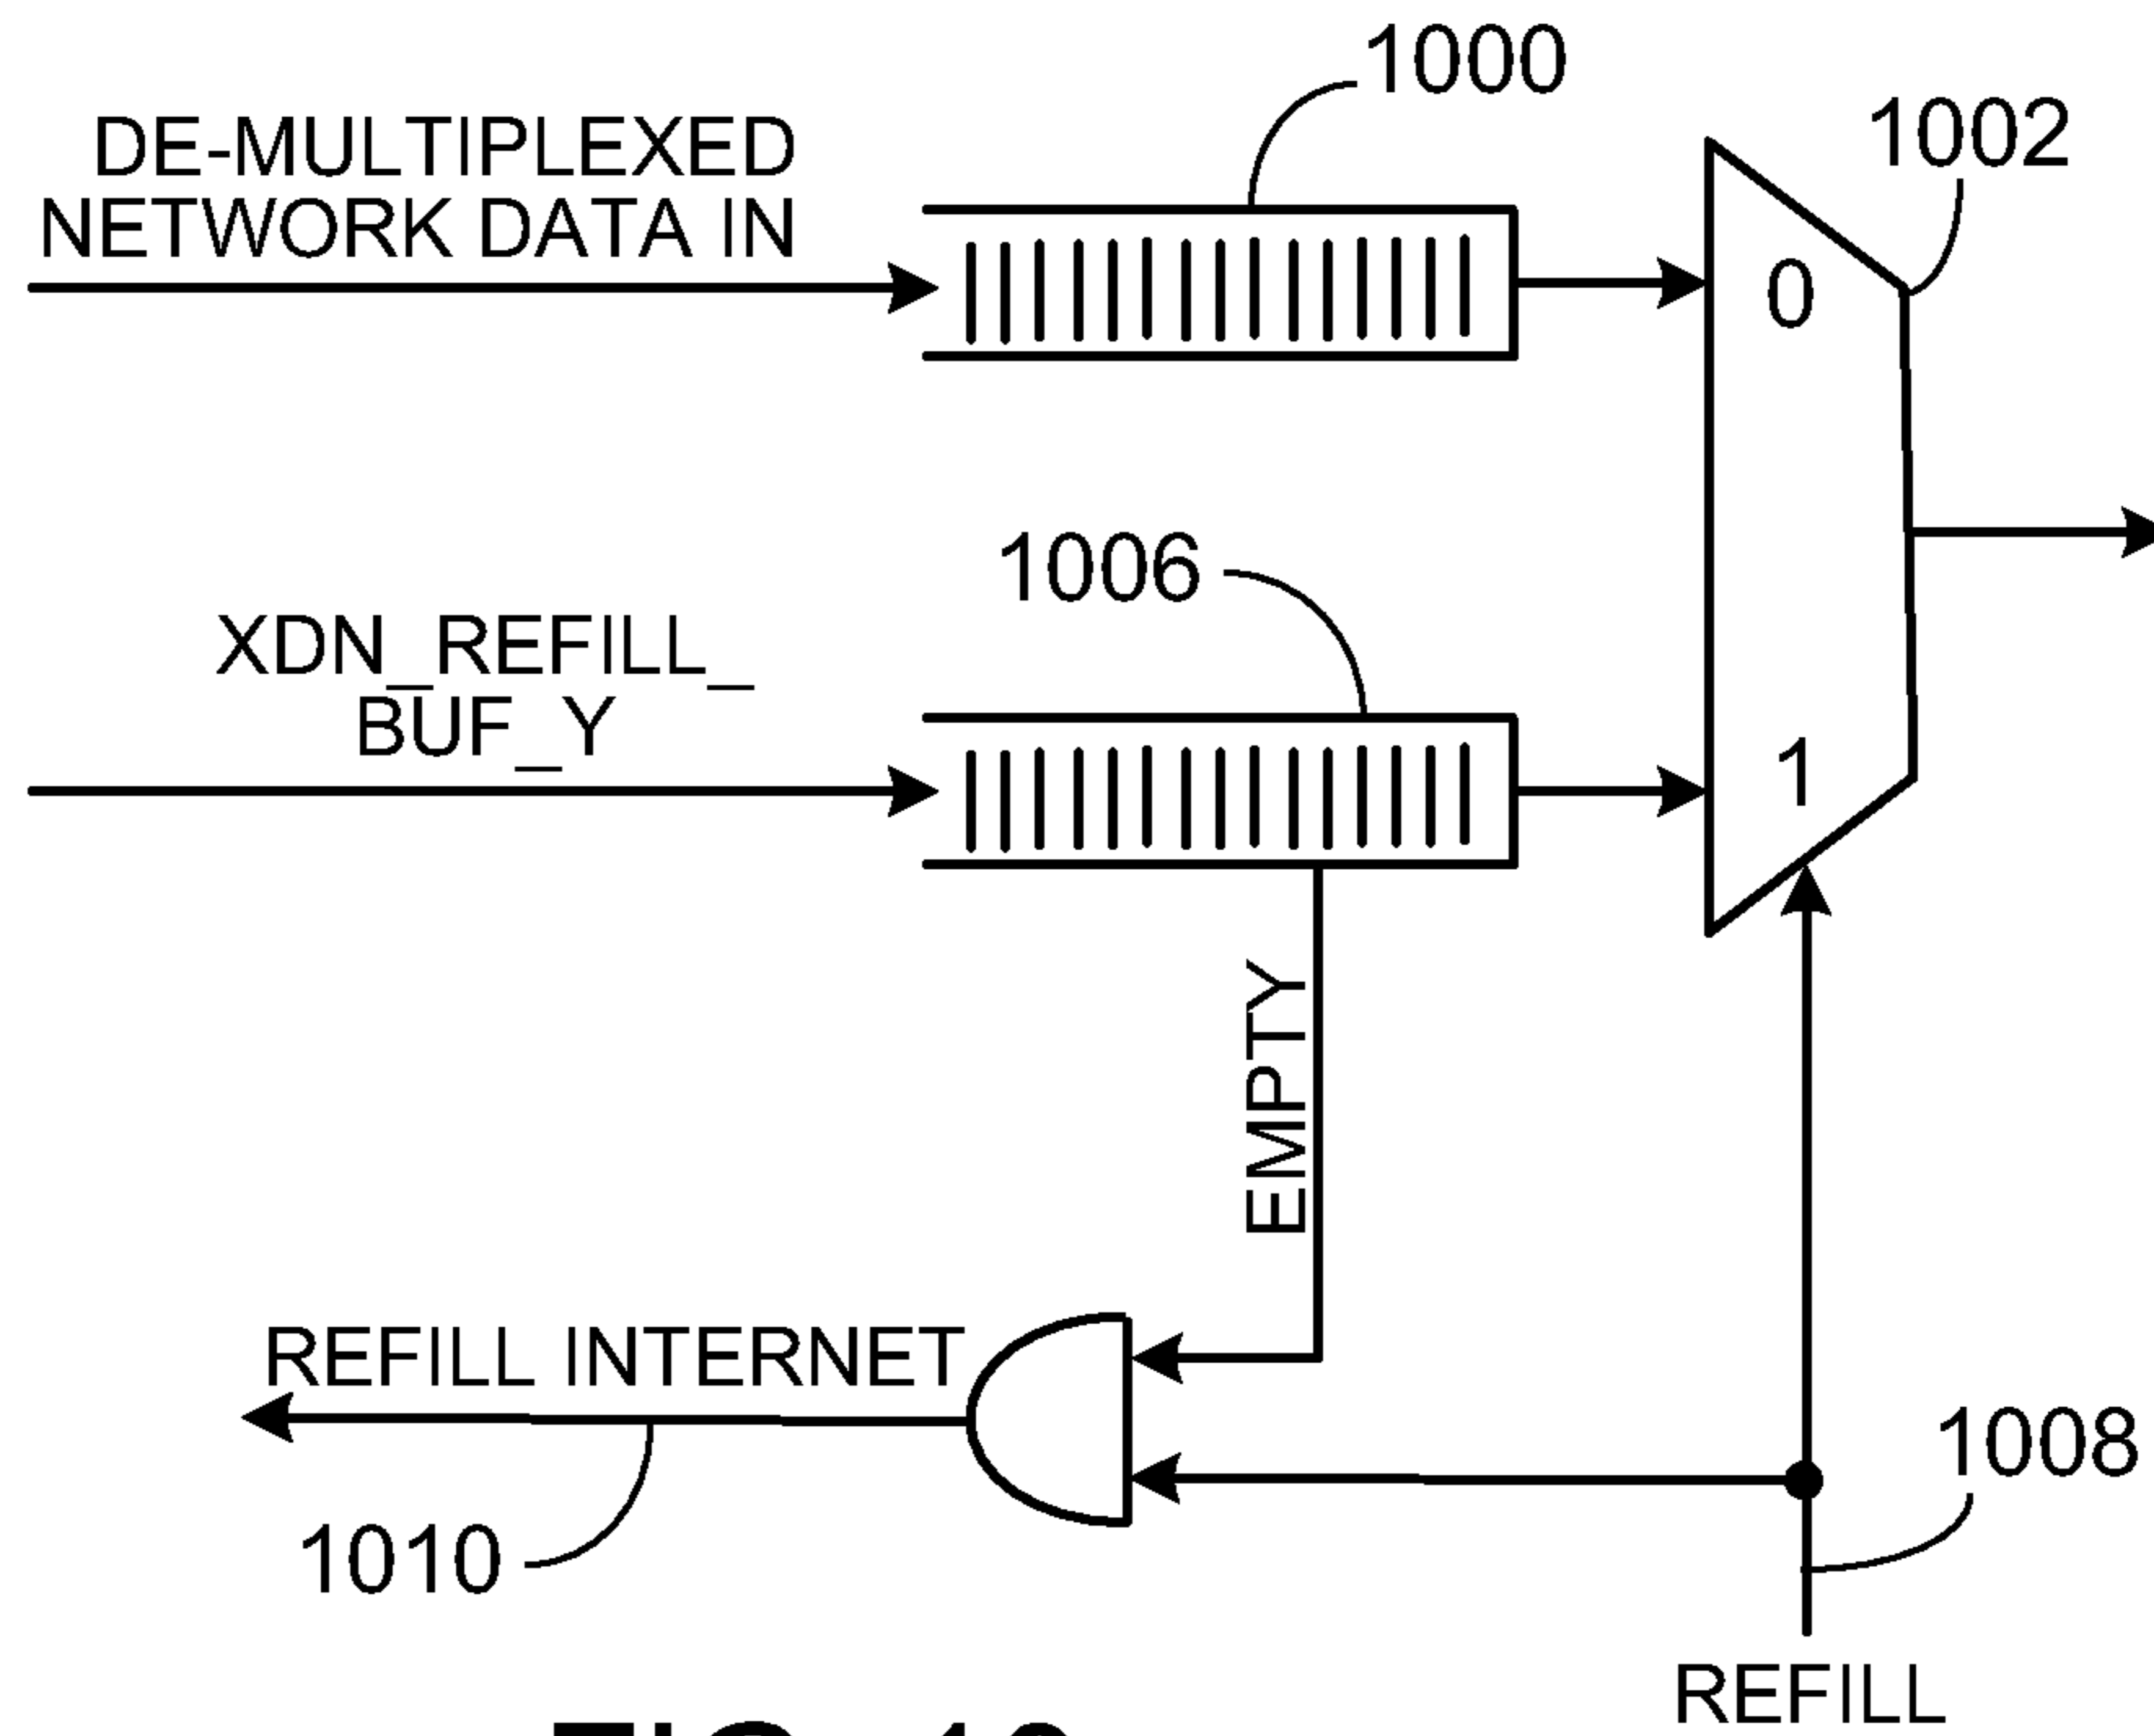 1000
1002
DE-MULTIPLEXED
NETWORK DATA IN
0
1006
XDN_REFILL_
BUF_Y
1
EMPTY
REFILL INTERNET
1008
1010
REFILL